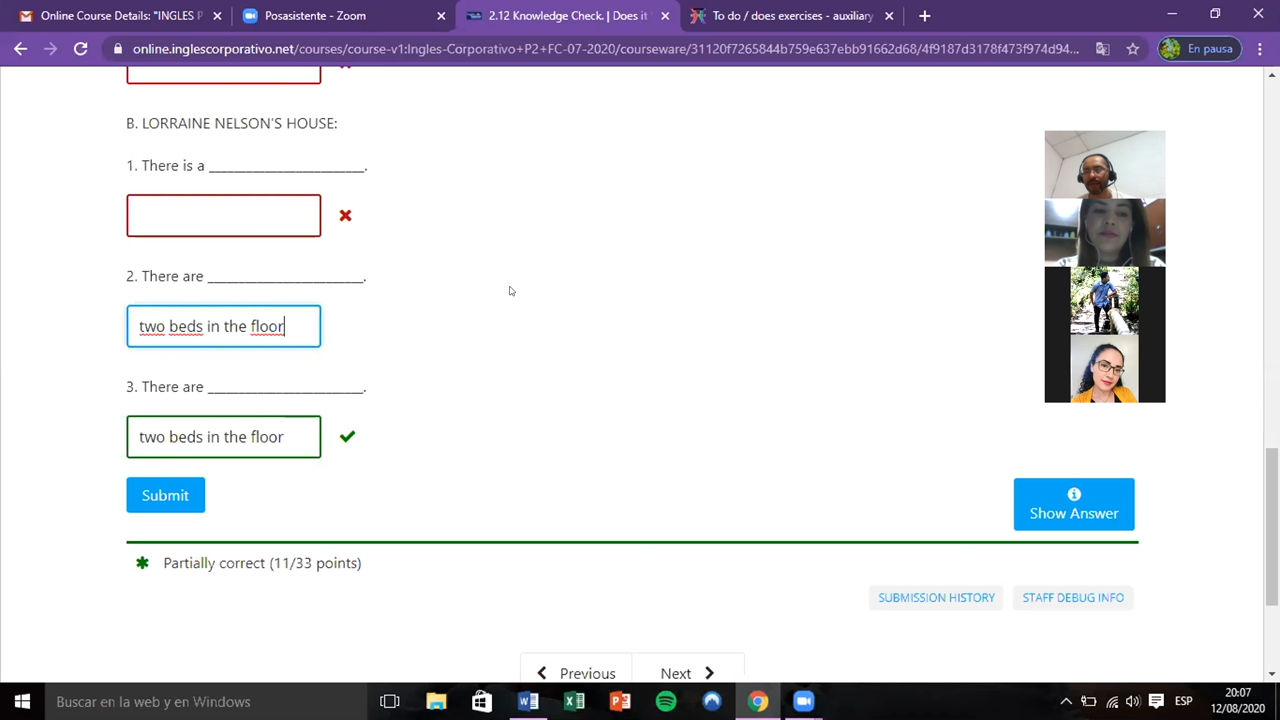 Online Course Details: "INGLES P
Posasistente - Zoom
2.12 Knowledge Check. | Does it
To do / does exercises - auxiliary
online.inglescorporativo.net/courses/course-v1:Ingles-Corporativo+P2+FC-07-2020/courseware/31120f7265844b759e637ebb91662d68/4f9187d3178f473f974d94...
En pausa
B. LORRAINE NELSON'S HOUSE:
1. There is a ________________________.
2. There are ________________________.
two beds in the floor
3. There are ________________________.
two beds in the floor
Submit
Show Answer
Partially correct (11/33 points)
SUBMISSION HISTORY
STAFF DEBUG INFO
Previous
Next
Buscar en la web y en Windows
ESP
20:07
12/08/2020